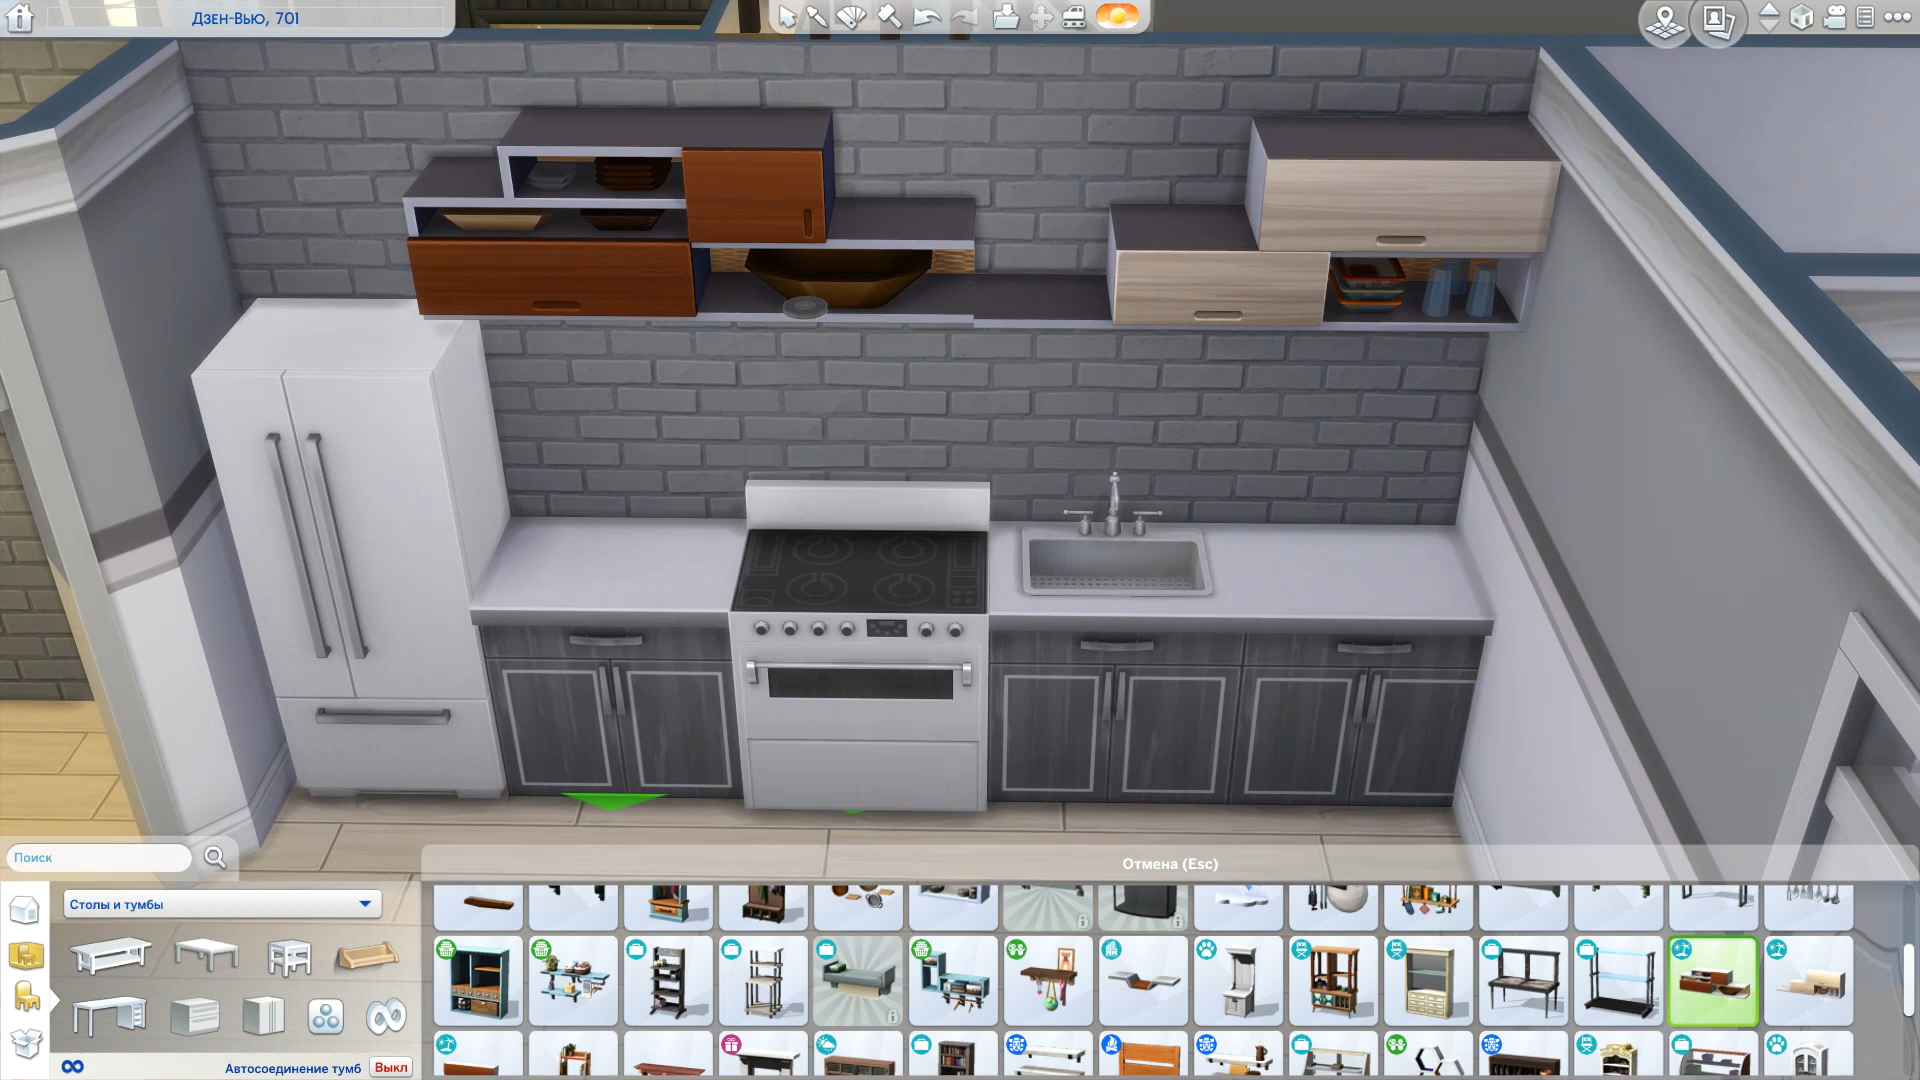 Дзен-Вью, 701
Поиск
Отмена (Esc)
Столы и тумбы
Автосоединение тумб
Выкл